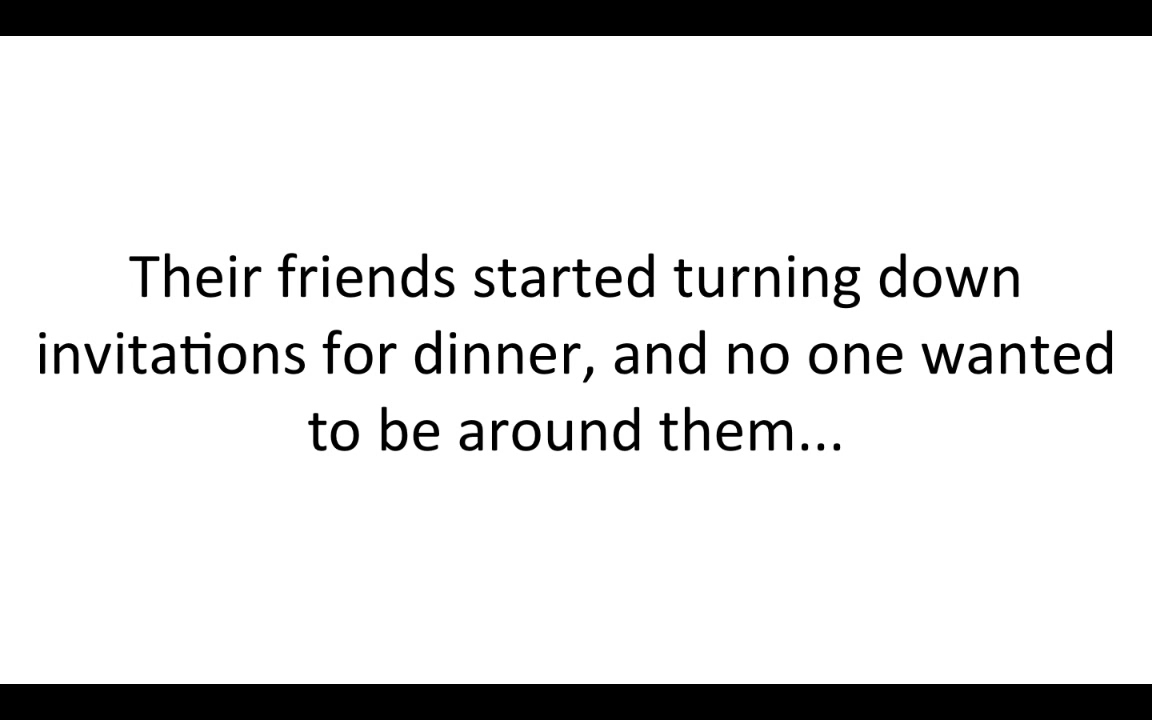 Their friends started turning down
invitations for dinner, and no one wanted
to be around them...